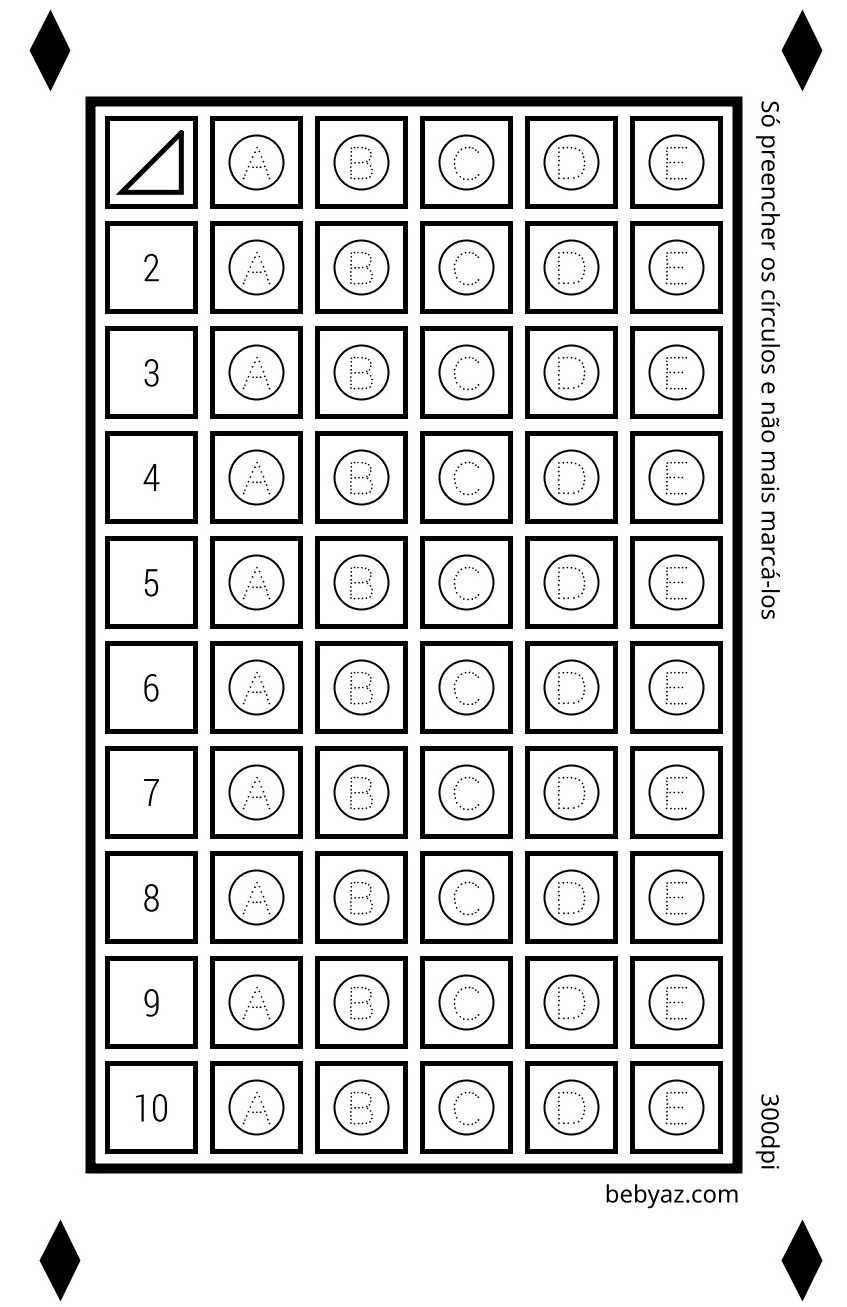 A B C D E
2 A B C D E
3 A B C D E
4 A B C D E
5 A B C D E
6 A B C D E
7 A B C D E
8 A B C D E
9 A B C D E
10 A B C D E
Só preencher os círculos e não mais marcá-los
300dpi
bebyaz.com